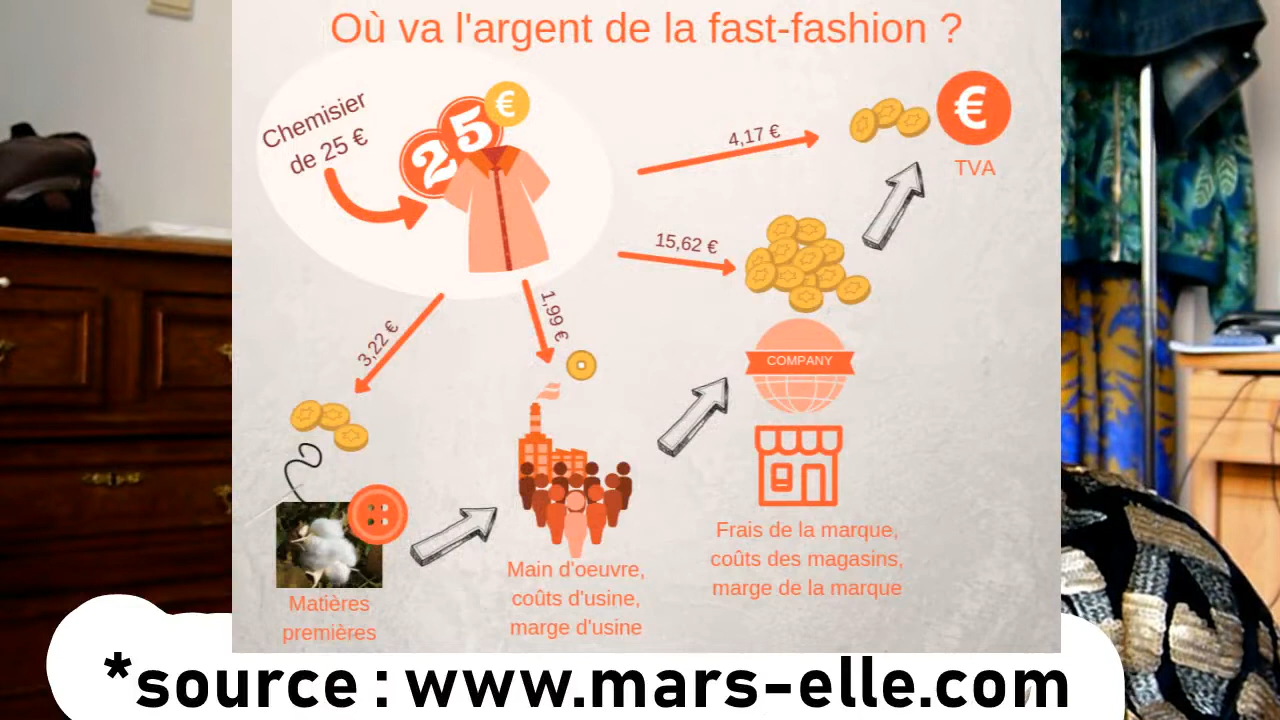 Où va l'argent de la fast-fashion ?
Chemisier
de 25 €
25 €
4,17 €
€
TVA
15,62 €
1,99 €
3,22 €
COMPANY
Matières
premières
Main d'oeuvre,
coûts d'usine,
marge d'usine
Frais de la marque,
coûts des magasins,
marge de la marque
*source : www.mars-elle.com